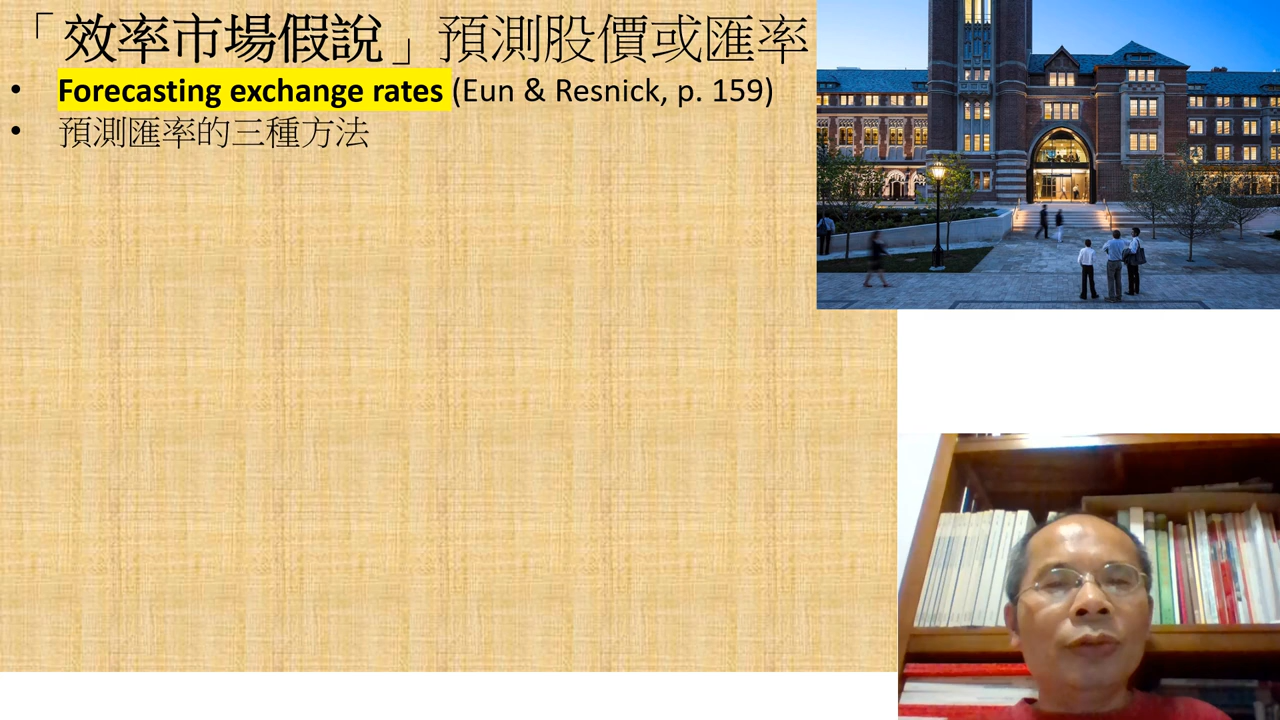 「效率市場假說」預測股價或匯率
• Forecasting exchange rates (Eun & Resnick, p. 159)
• 預測匯率的三種方法